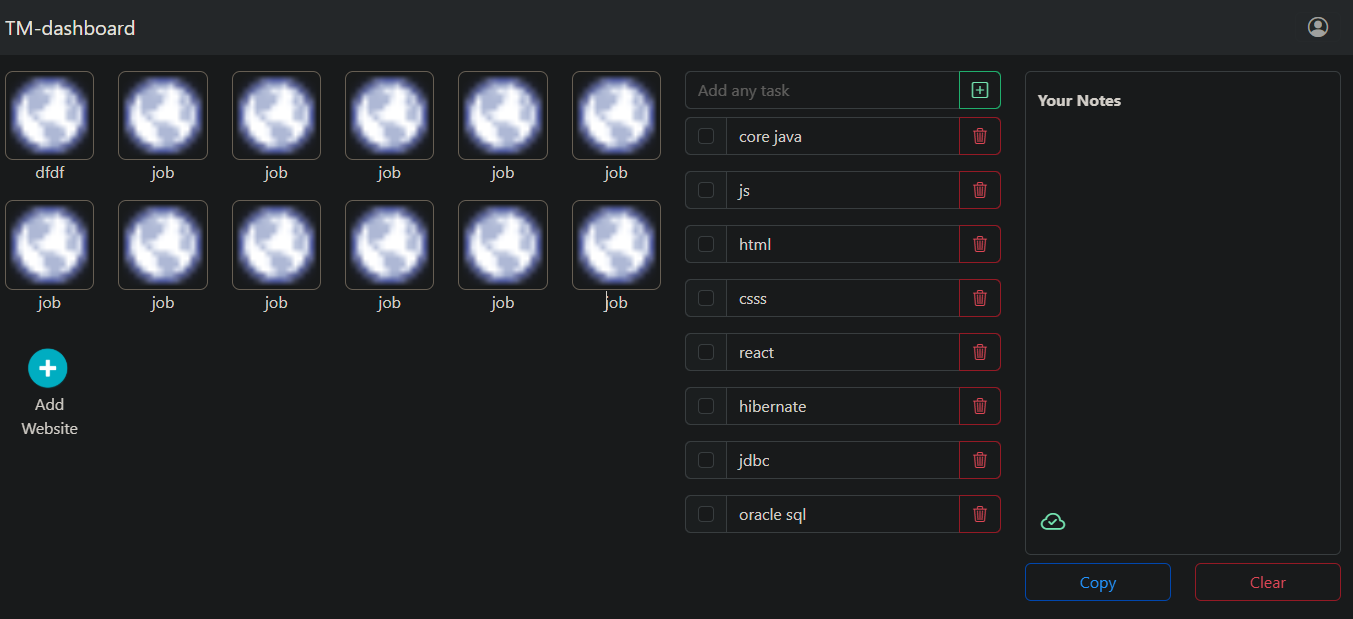 TM-dashboard
dfdf job job job job job
job job job job job job
Add
Website
Add any task
core java
js
html
csss
react
hibernate
jdbc
oracle sql
Your Notes
Copy Clear